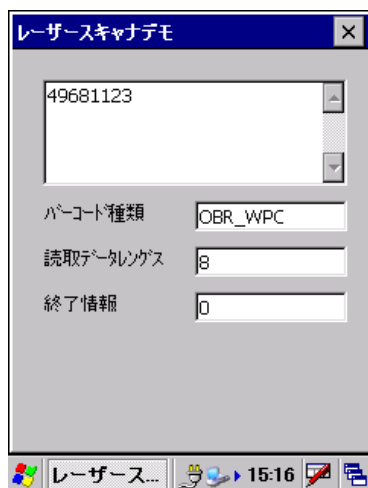 レーザースキャナデモ
49681123
バーコード種類
OBR_WPC
読取データレングス
8
終了情報
0
レーザース...
15:16